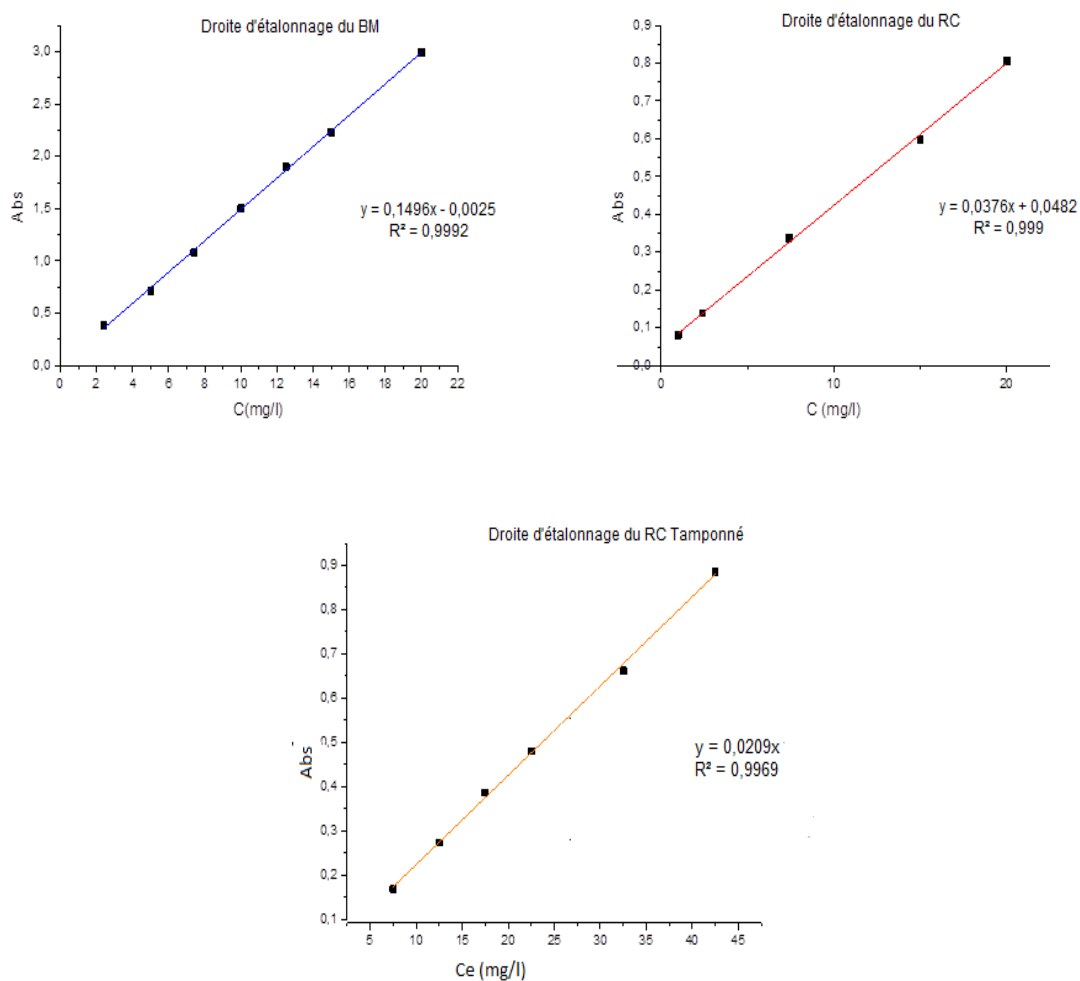 Droite d'étalonnage du BM
3,0
2,5
2,0
1,5
1,0
0,5
0,0
Abs
y = 0,1496x - 0,0025
R² = 0,9992
0 2 4 6 8 10 12 14 16 18 20 22
C(mg/l)
Droite d'étalonnage du RC
0,9
0,8
0,7
0,6
0,5
0,4
0,3
0,2
0,1
0,0
Abs
y = 0,0376x + 0,0482
R² = 0,999
0 10 20
C (mg/l)
Droite d'étalonnage du RC Tamponné
0,9
0,8
0,7
0,6
0,5
0,4
0,3
0,2
0,1
Abs
y = 0,0209x
R² = 0,9969
5 10 15 20 25 30 35 40 45
Ce (mg/l)